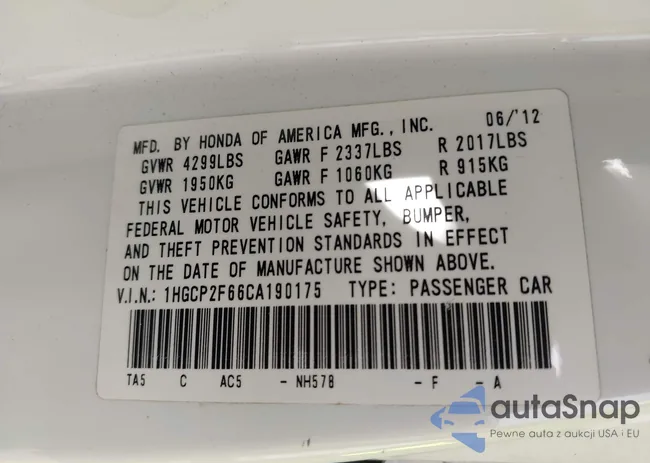 MFD. BY HONDA OF AMERICA MFG., INC. 06/'12
GVWR 4299LBS GAWR F 2337LBS R 2017LBS
GVWR 1950KG GAWR F 1060KG R 915KG
THIS VEHICLE CONFORMS TO ALL APPLICABLE
FEDERAL MOTOR VEHICLE SAFETY, BUMPER,
AND THEFT PREVENTION STANDARDS IN EFFECT
ON THE DATE OF MANUFACTURE SHOWN ABOVE.
V.I.N.: 1HGCP2F66CA190175 TYPE: PASSENGER CAR
TA5 C AC5 - NH578 - F - A
autaSnap
Pewne auta z aukcji USA i EU